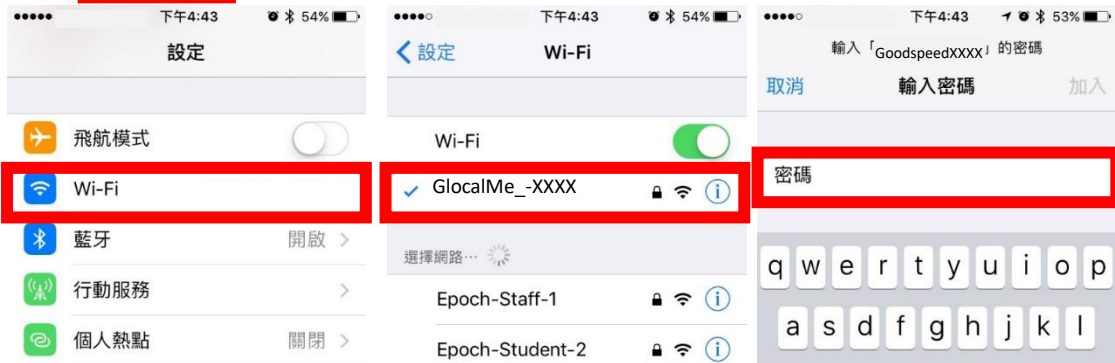 下午4:43 54%
設定
飛航模式
Wi-Fi
藍牙 開啟
行動服務
個人熱點 關閉
下午4:43 54%
設定 Wi-Fi
Wi-Fi
GlocalMe_-XXXX
選擇網路…
Epoch-Staff-1
Epoch-Student-2
下午4:43 53%
輸入「GoodspeedXXXX」的密碼
取消 輸入密碼 加入
密碼
q w e r t y u i o p
a s d f g h j k l